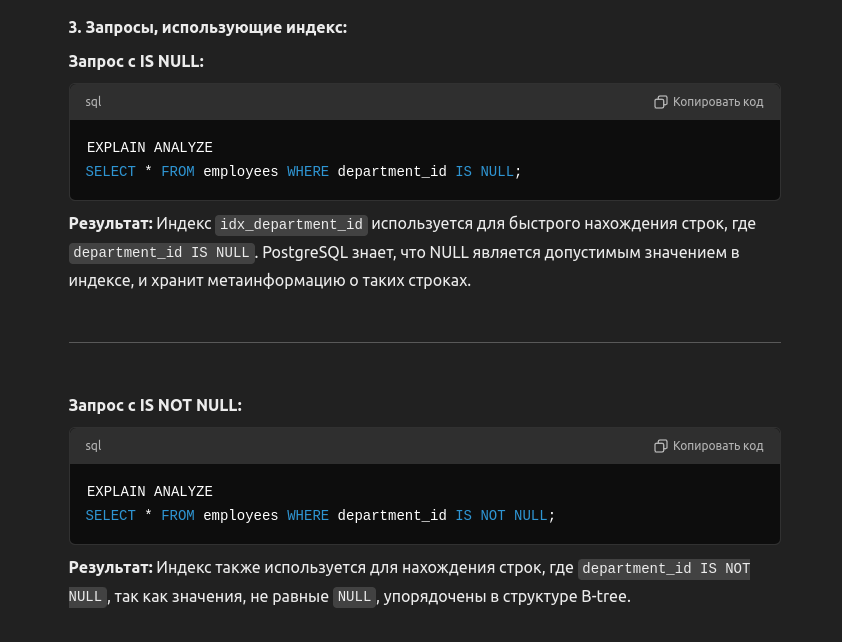 3. Запросы, использующие индекс:
Запрос с IS NULL:
sql
Копировать код
EXPLAIN ANALYZE
SELECT * FROM employees WHERE department_id IS NULL;
Результат: Индекс idx_department_id используется для быстрого нахождения строк, где
department_id IS NULL. PostgreSQL знает, что NULL является допустимым значением в
индексе, и хранит метаинформацию о таких строках.
Запрос с IS NOT NULL:
sql
Копировать код
EXPLAIN ANALYZE
SELECT * FROM employees WHERE department_id IS NOT NULL;
Результат: Индекс также используется для нахождения строк, где department_id IS NOT
NULL, так как значения, не равные NULL, упорядочены в структуре B-tree.